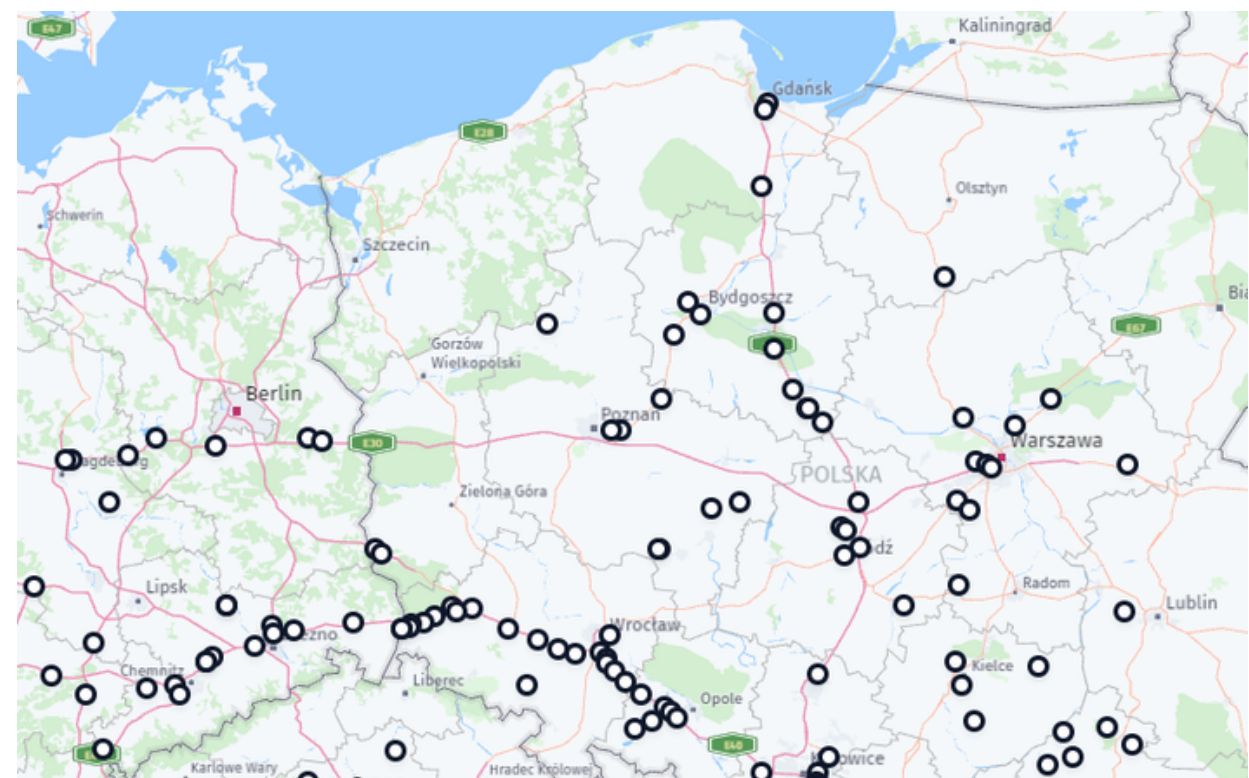 E47
Kaliningrad
Gdańsk
E28
Olsztyn
Schwerin
Szczecin
Bydgoszcz
E67
Gorzów
Wielkopolski
Berlin
Poznań
E30
Warszawa
POLSKA
Zielona Góra
Lipsk
Radom
Lublin
Wrocław
Kielce
Chemnitz
Liberec
Opole
E40
Karlowe Wary
Hradec Králowej